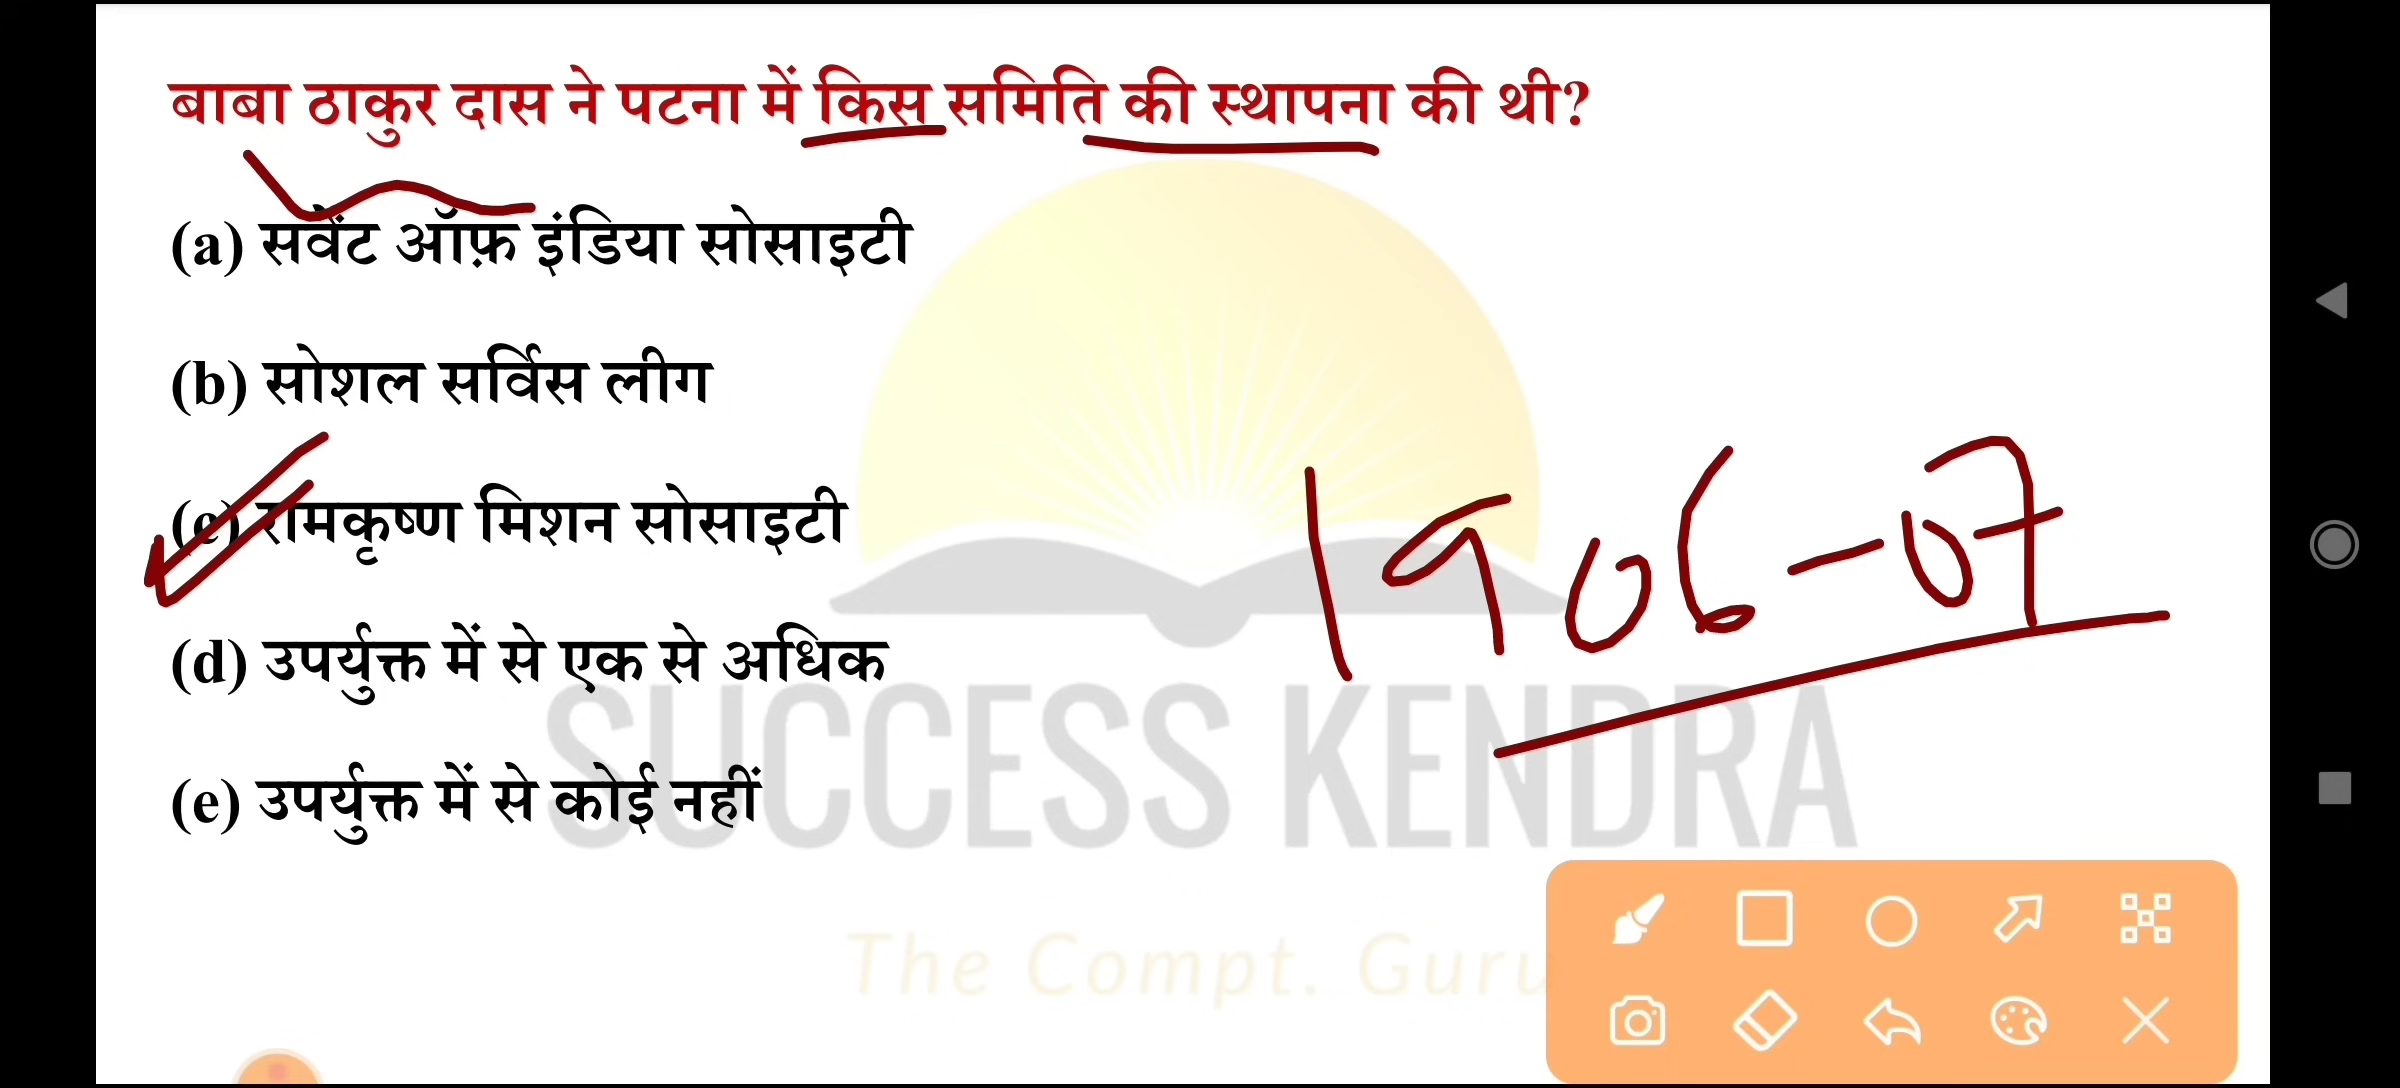 बाबा ठाकुर दास ने पटना में किस समिति की स्थापना की थी?
(a) सर्वेंट ऑफ़ इंडिया सोसाइटी
(b) सोशल सर्विस लीग
(c) रामकृष्ण मिशन सोसाइटी
1906-07
(d) उपर्युक्त में से एक से अधिक
(e) उपर्युक्त में से कोई नहीं
SUCCESS KENDRA
The Compt. Guru